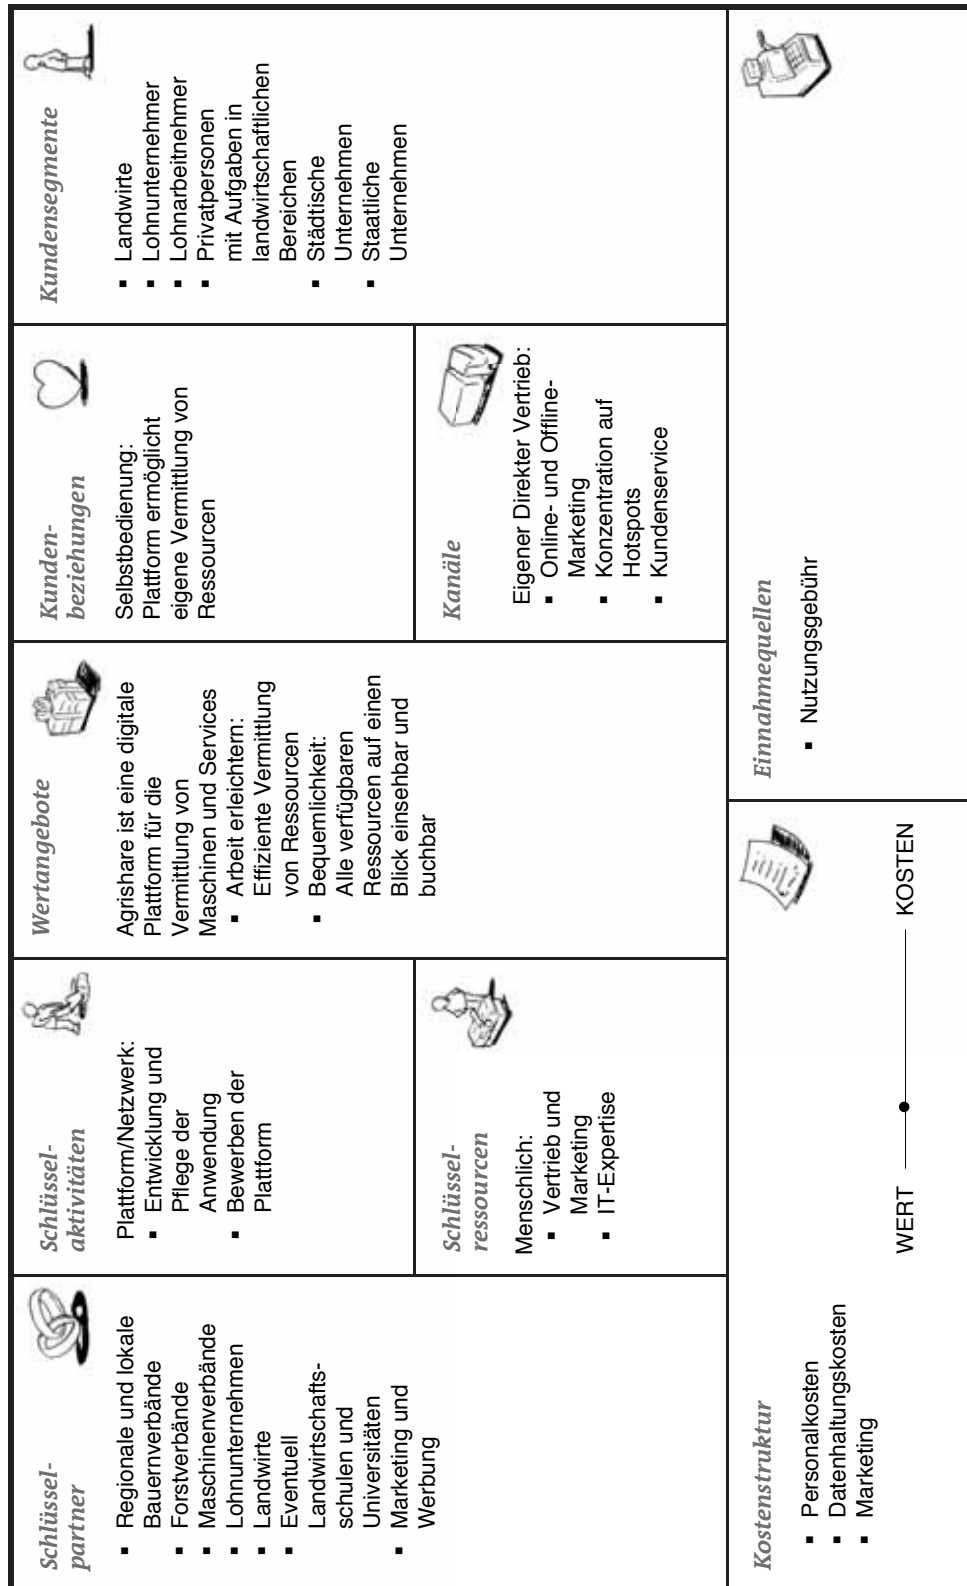 Schlüssel-
partner
▪ Regionale und lokale
Bauernverbände
▪ Forstverbände
▪ Maschinenverbände
▪ Lohnunternehmen
▪ Landwirte
▪ Eventuell
Landwirtschafts-
schulen und
Universitäten
▪ Marketing und
Werbung
Schlüssel-
aktivitäten
Plattform/Netzwerk:
▪ Entwicklung und
Pflege der
Anwendung
▪ Bewerben der
Plattform
Schlüssel-
ressourcen
Menschlich:
▪ Vertrieb und
Marketing
▪ IT-Expertise
Wertangebote
Agrishare ist eine digitale
Plattform für die
Vermittlung von
Maschinen und Services
▪ Arbeit erleichtern:
Effiziente Vermittlung
von Ressourcen
▪ Bequemlichkeit:
Alle verfügbaren
Ressourcen auf einen
Blick einsehbar und
buchbar
Kunden-
beziehungen
Selbstbedienung:
Plattform ermöglicht
eigene Vermittlung von
Ressourcen
Kanäle
Eigener Direkter Vertrieb:
▪ Online- und Offline-
Marketing
▪ Konzentration auf
Hotspots
▪ Kundenservice
Kundensegmente
▪ Landwirte
▪ Lohnunternehmer
▪ Lohnarbeitnehmer
▪ Privatpersonen
mit Aufgaben in
landwirtschaftlichen
Bereichen
▪ Städtische
Unternehmen
▪ Staatliche
Unternehmen
Kostenstruktur
▪ Personalkosten
▪ Datenhaltungskosten
▪ Marketing
WERT KOSTEN
Einnahmequellen
▪ Nutzungsgebühr